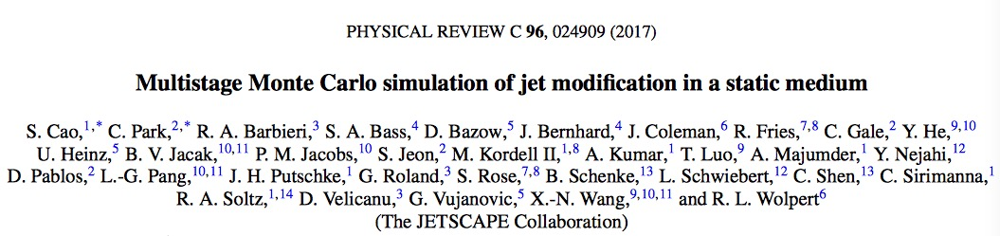 PHYSICAL REVIEW C 96, 024909 (2017)
Multistage Monte Carlo simulation of jet modification in a static medium
S. Cao,1,* C. Park,2,* R. A. Barbieri,3 S. A. Bass,4 D. Bazow,5 J. Bernhard,4 J. Coleman,6 R. Fries,7,8 C. Gale,2 Y. He,9,10
U. Heinz,5 B. V. Jacak,10,11 P. M. Jacobs,10 S. Jeon,2 M. Kordell II,1,8 A. Kumar,1 T. Luo,9 A. Majumder,1 Y. Nejahi,12
D. Pablos,2 L.-G. Pang,10,11 J. H. Putschke,1 G. Roland,3 S. Rose,7,8 B. Schenke,13 L. Schwiebert,12 C. Shen,13 C. Sirimanna,1
R. A. Soltz,1,14 D. Velicanu,3 G. Vujanovic,5 X.-N. Wang,9,10,11 and R. L. Wolpert6
(The JETSCAPE Collaboration)